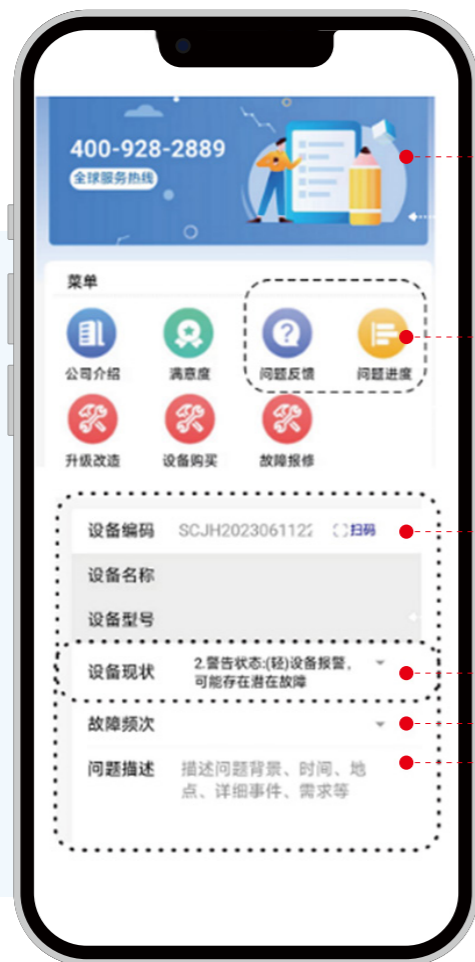 400-928-2889
全球服务热线
菜单
公司介绍
满意度
问题反馈
问题进度
升级改造
设备购买
故障报修
设备编码 SCJH2023061122 扫码
设备名称
设备型号
设备现状 2.警告状态:(轻)设备报警,
可能存在潜在故障
故障频次
问题描述 描述问题背景、时间、地
点、详细事件、需求等